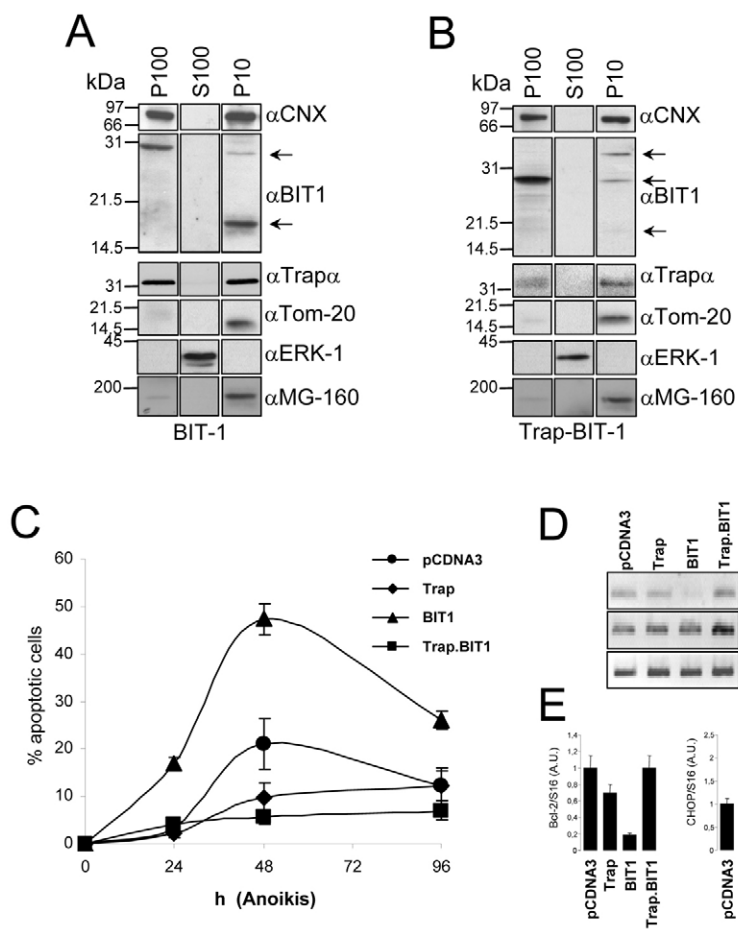 A
kDa
P100
S100
P10
97
66
αCNX
31
21.5
14.5
αBIT1
31
αTrapα
21.5
14.5
αTom-20
45
αERK-1
200
αMG-160
BIT-1
B
kDa
P100
S100
P10
97
66
αCNX
31
21.5
14.5
αBIT1
31
αTrapα
21.5
14.5
αTom-20
45
αERK-1
200
αMG-160
Trap-BIT-1
C
% apoptotic cells
60
50
40
30
20
10
0
0 24 48 72 96
h (Anoikis)
pCDNA3
Trap
BIT1
Trap.BIT1
D
pCDNA3
Trap
BIT1
Trap.BIT1
E
Bcl-2/S16 (A.U.)
1,4
1,2
1
0,8
0,6
0,4
0,2
0
pCDNA3
Trap
BIT1
Trap.BIT1
CHOP/S16 (A.U.)
2,5
2
1,5
1
0,5
0
pCDNA3